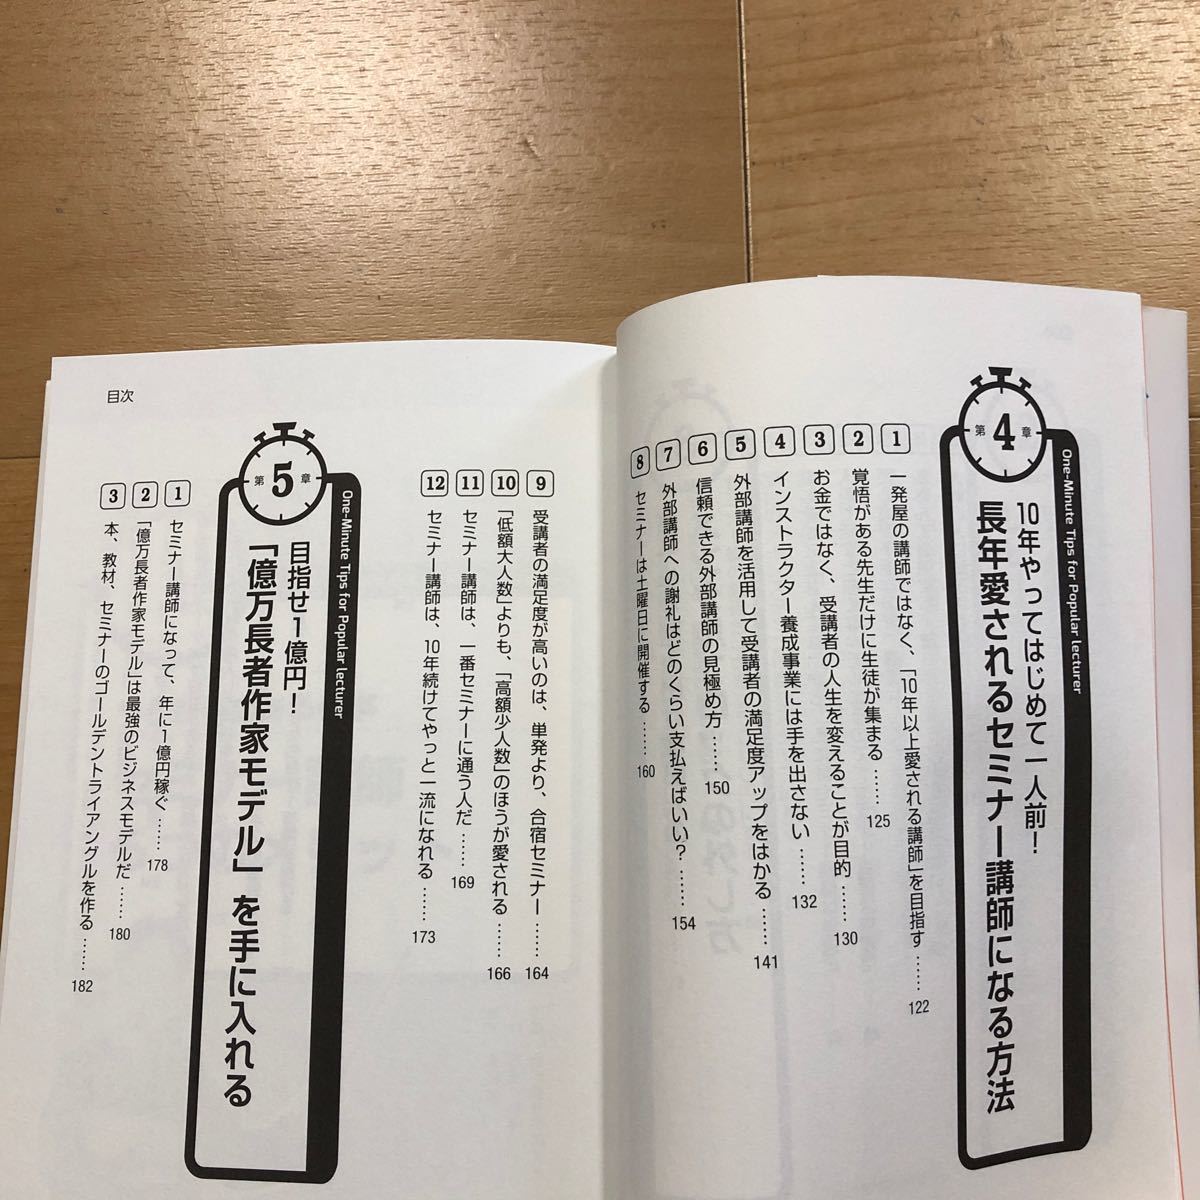 第4章
One-Minute Tips for Popular lecturer
10年やってはじめて一人前！
長年愛されるセミナー講師になる方法
1 一発屋の講師ではなく、「10年以上愛される講師」を目指す……122
2 覚悟がある先生だけに生徒が集まる……125
3 お金ではなく、受講者の人生を変えることが目的……130
4 インストラクター養成事業には手を出さない……132
5 外部講師を活用して受講者の満足度アップをはかる……141
6 信頼できる外部講師の見極め方……150
7 外部講師への謝礼はどのくらい支払えばいい？……154
8 セミナーは土曜日に開催する……160
目次
9 受講者の満足度が高いのは、単発より、合宿セミナー……164
10 「低額大人数」よりも、「高額少人数」のほうが愛される……166
11 セミナー講師は、一番セミナーに通う人だ……169
12 セミナー講師は、10年続けてやっと一流になれる……173
第5章
One-Minute Tips for Popular lecturer
目指せ1億円！
「億万長者作家モデル」を手に入れる
1 セミナー講師になって、年に1億円稼ぐ……178
2 「億万長者作家モデル」は最強のビジネスモデルだ……180
3 本、教材、セミナーのゴールデントライアングルを作る……182